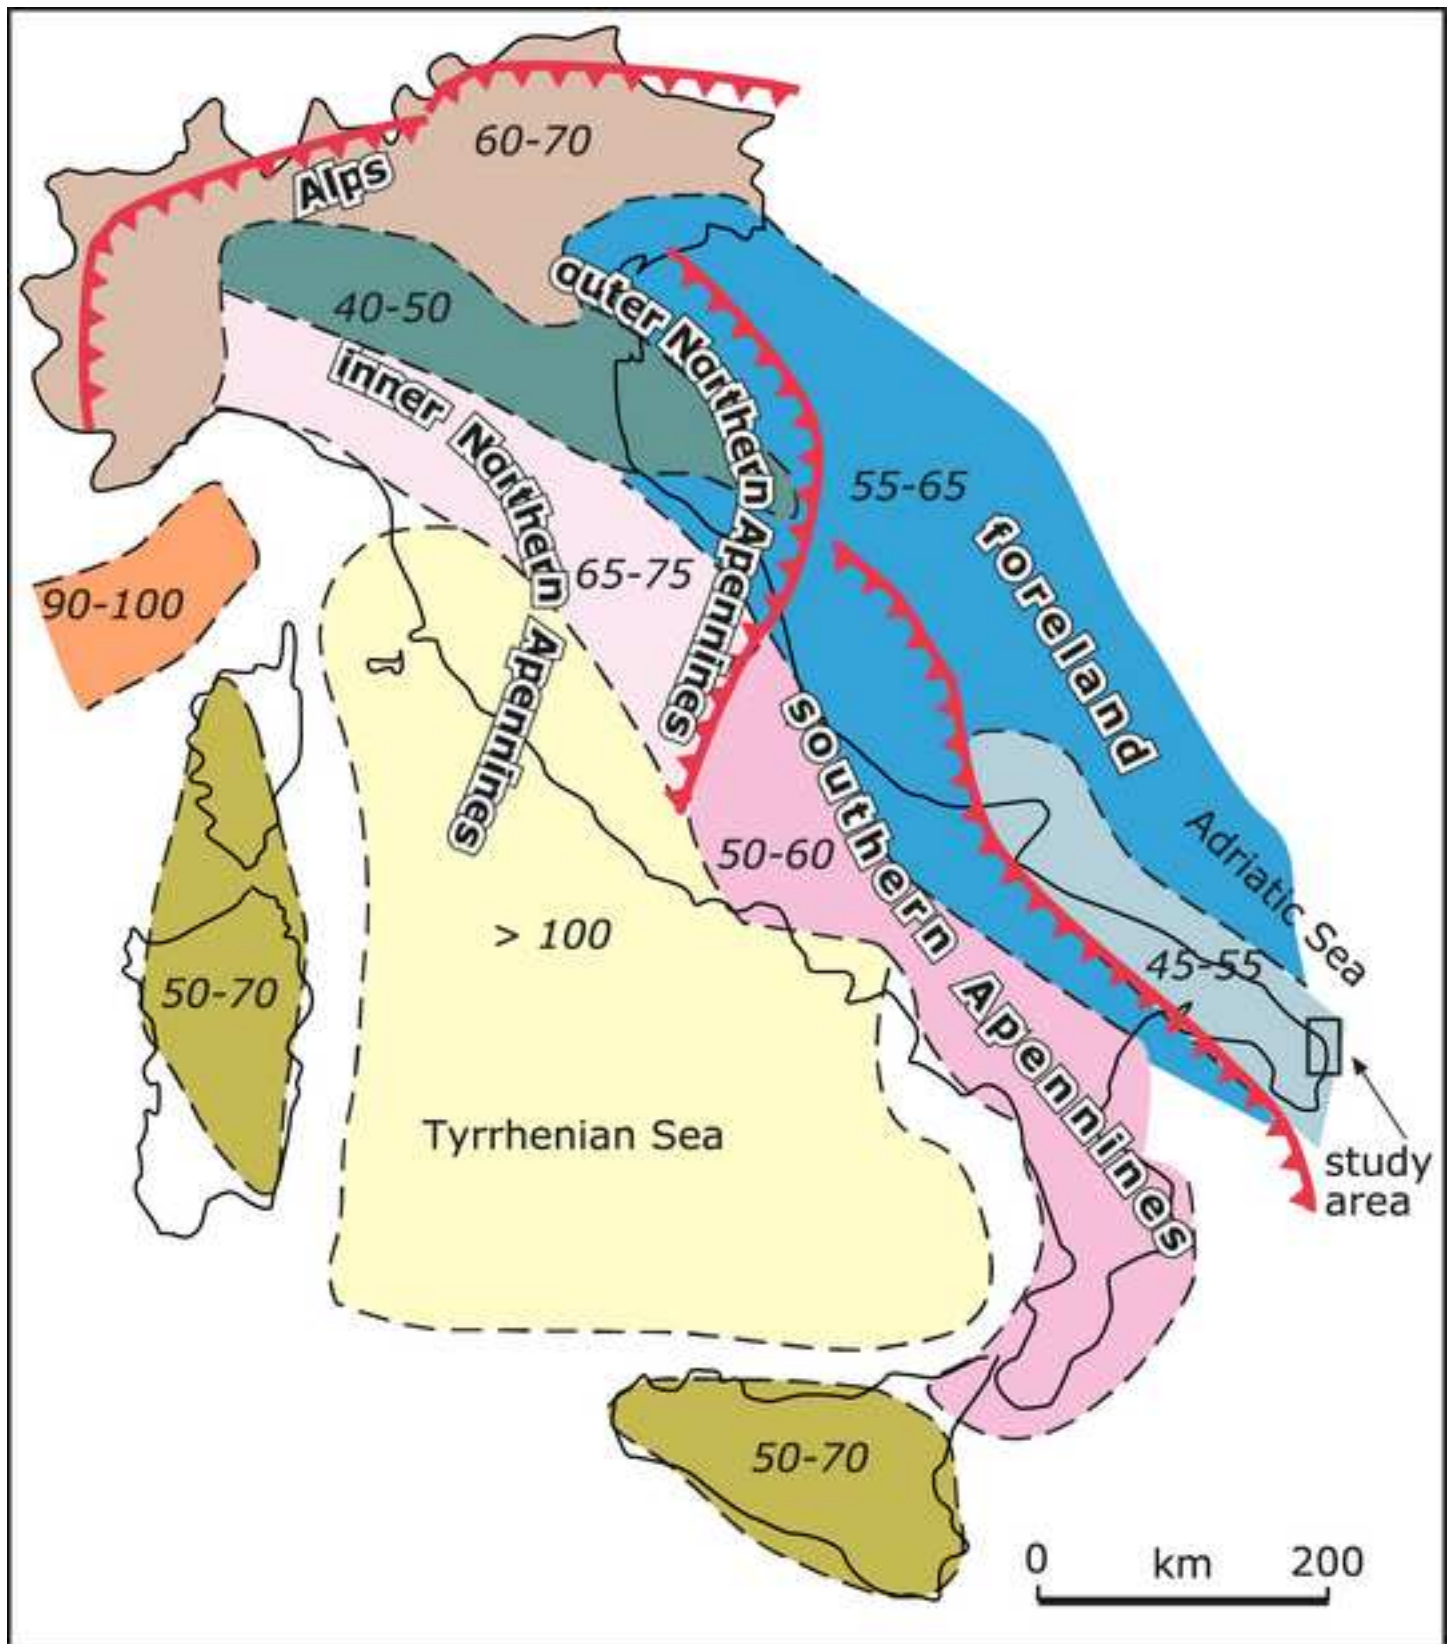 60-70
Alps
40-50
outer Northern Apennines
inner Northern Apennines
55-65
foreland
65-75
90-100
southern Apennines
50-60
Adriatic Sea
> 100
45-55
50-70
Tyrrhenian Sea
study
area
50-70
0 km 200